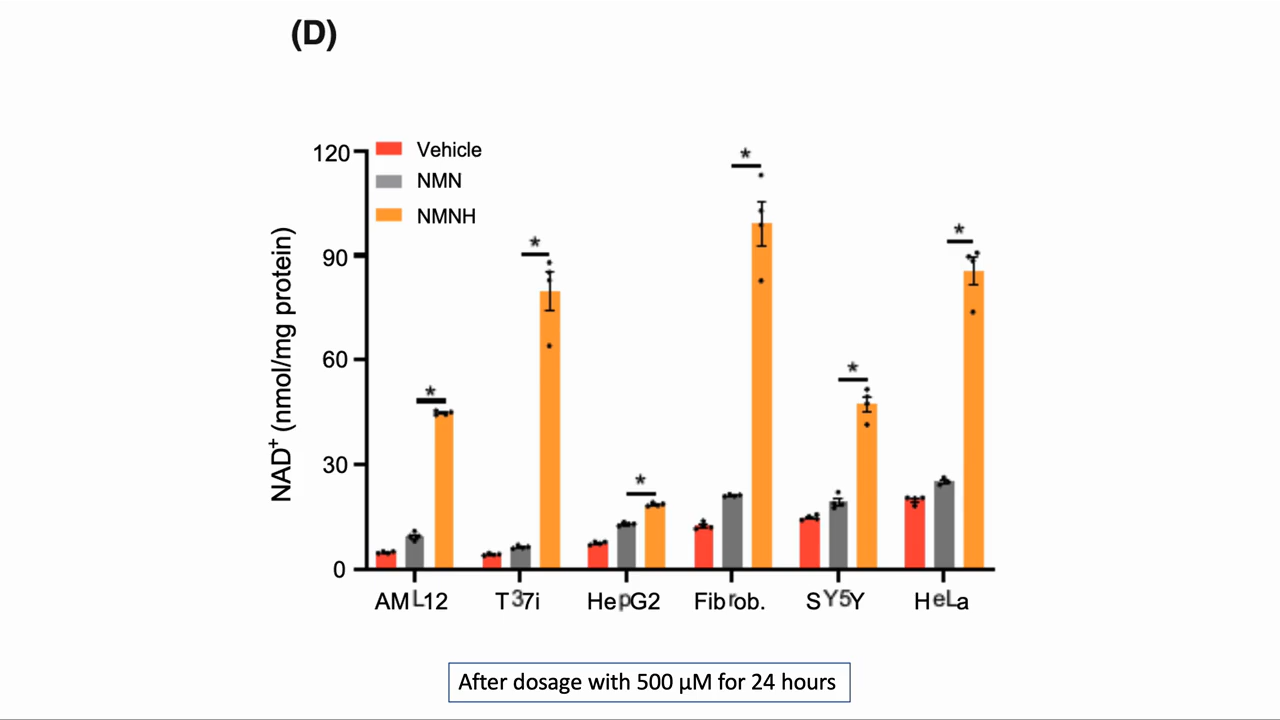 (D)
Vehicle
NMN
NMNH
*
*
*
*
*
*
120
90
60
30
0
NAD⁺ (nmol/mg protein)
AML12 T37i HepG2 Fibrob. SY5Y HeLa
After dosage with 500 µM for 24 hours